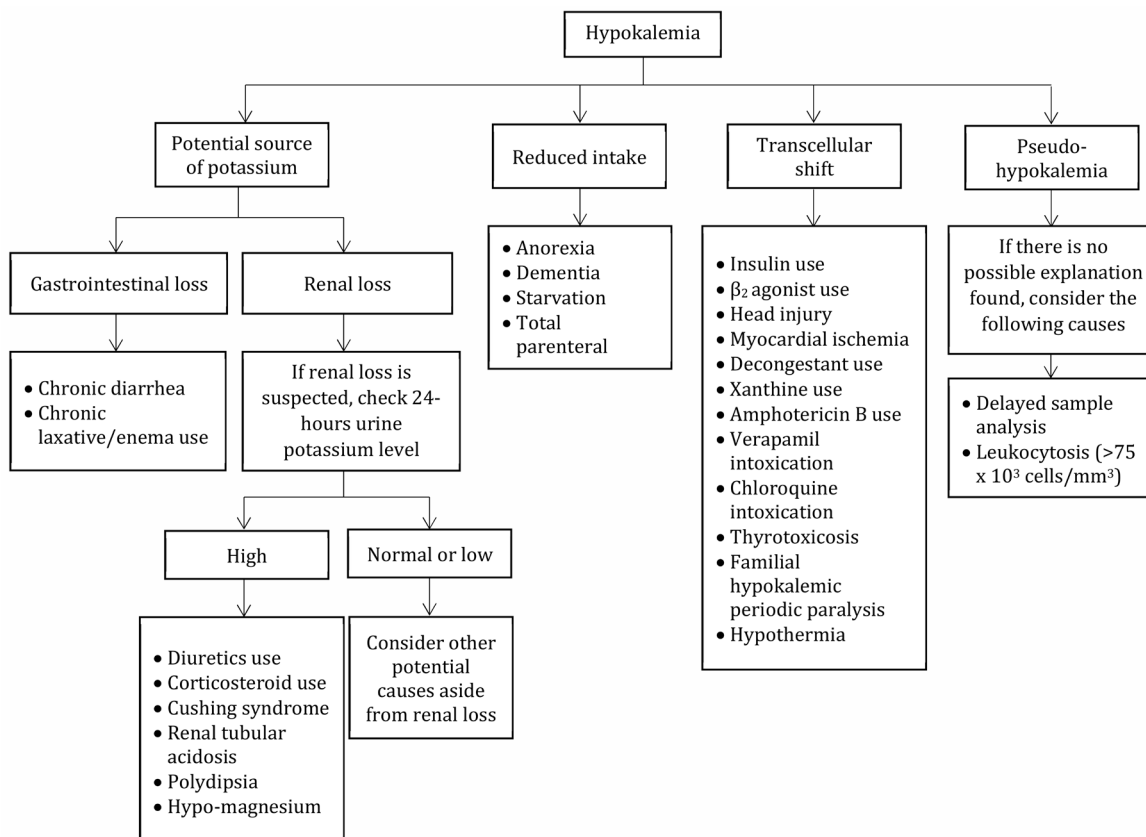 Hypokalemia
Potential source
of potassium
Reduced intake
Transcellular
shift
Pseudo-
hypokalemia
Gastrointestinal loss
Renal loss
• Anorexia
• Dementia
• Starvation
• Total
parenteral
• Insulin use
• β₂ agonist use
• Head injury
• Myocardial ischemia
• Decongestant use
• Xanthine use
• Amphotericin B use
• Verapamil
intoxication
• Chloroquine
intoxication
• Thyrotoxicosis
• Familial
hypokalemic
periodic paralysis
• Hypothermia
If there is no
possible explanation
found, consider the
following causes
• Chronic diarrhea
• Chronic
laxative/enema use
If renal loss is
suspected, check 24-
hours urine
potassium level
• Delayed sample
analysis
• Leukocytosis (>75
x 10³ cells/mm³)
High
Normal or low
• Diuretics use
• Corticosteroid use
• Cushing syndrome
• Renal tubular
acidosis
• Polydipsia
• Hypo-magnesium
Consider other
potential
causes aside
from renal loss